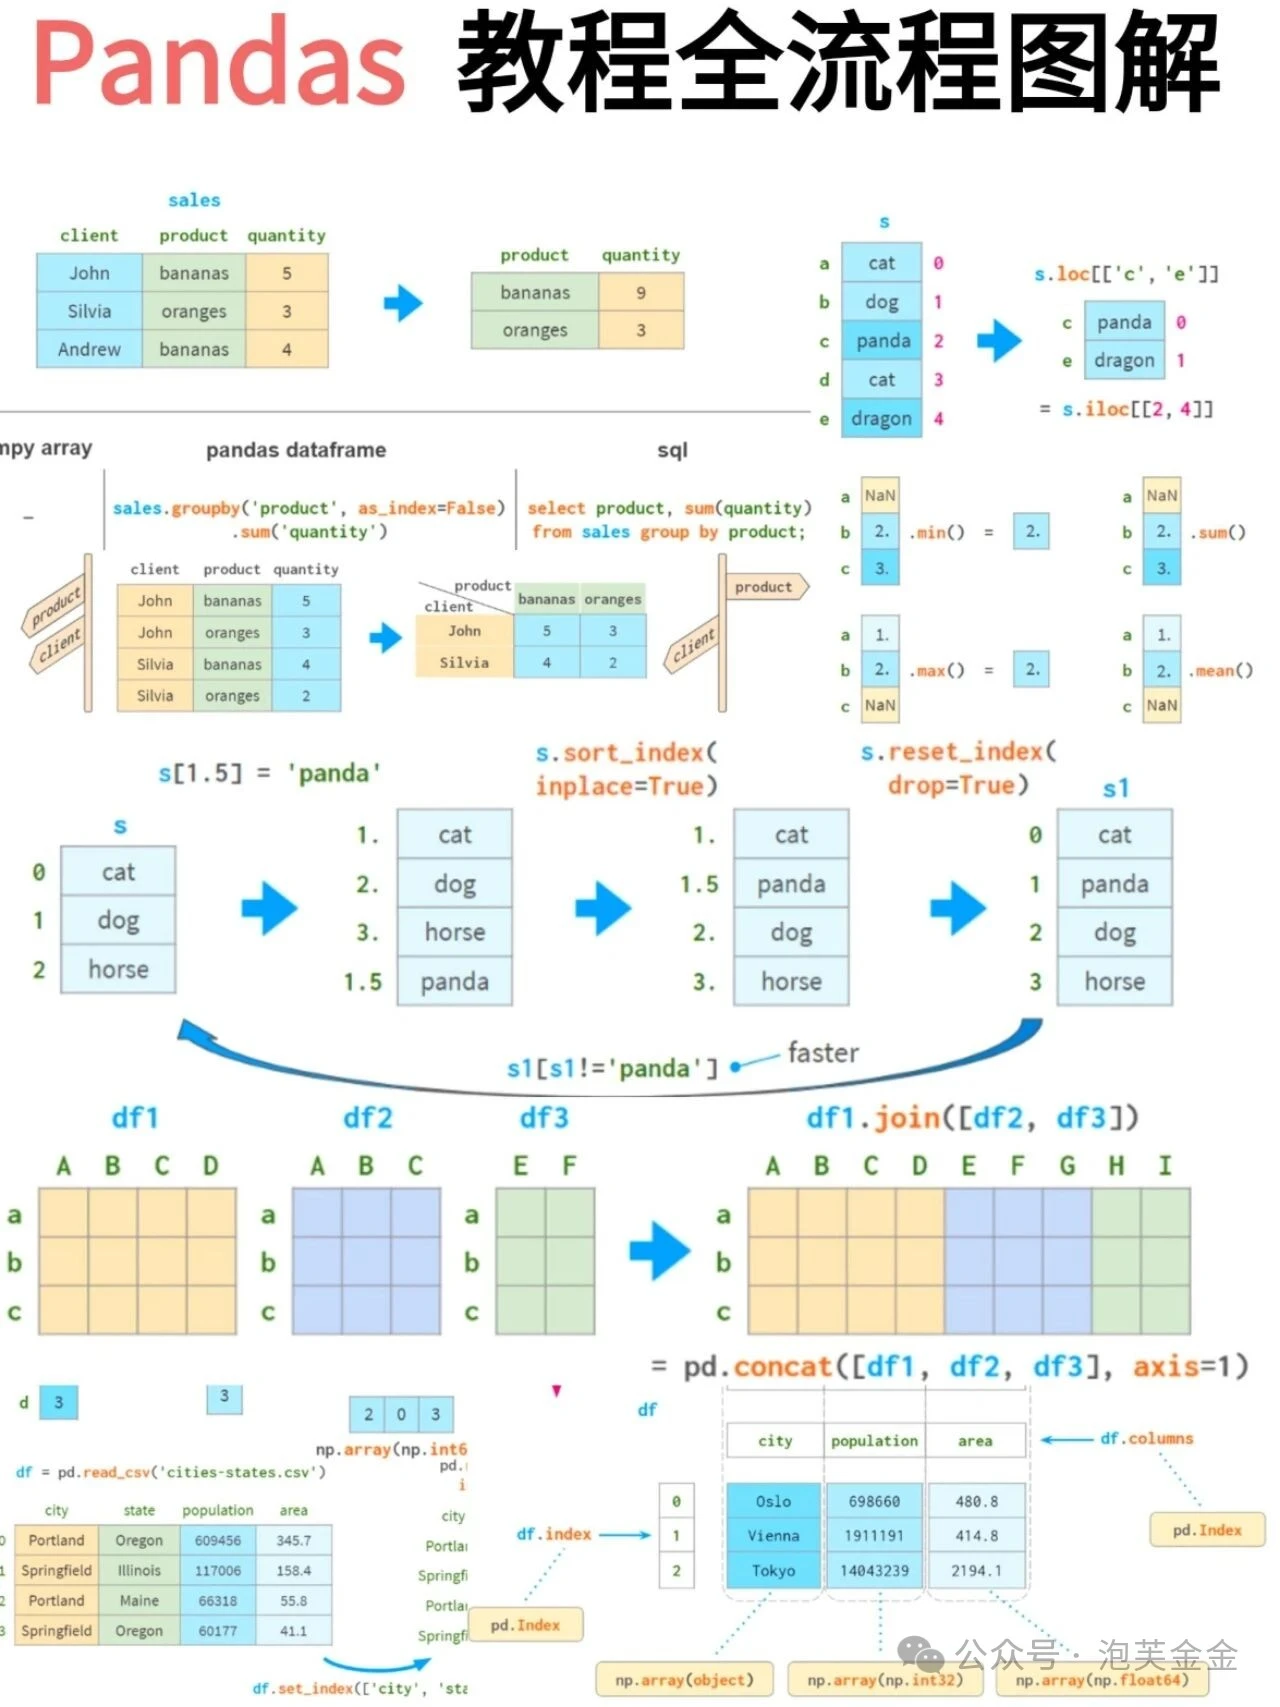 Pandas 教程全流程图解
sales
client product quantity
John bananas 5
Silvia oranges 3
Andrew bananas 4
product quantity
bananas 9
oranges 3
s
a cat 0
b dog 1
c panda 2
d cat 3
e dragon 4
s.loc[['c', 'e']]
c panda 0
e dragon 1
= s.iloc[[2, 4]]
mpy array
–
pandas dataframe
sales.groupby('product', as_index=False)
.sum('quantity')
sql
select product, sum(quantity)
from sales group by product;
product
client
client product quantity
John bananas 5
John oranges 3
Silvia bananas 4
Silvia oranges 2
product
client
bananas oranges
John 5 3
Silvia 4 2
product
client
a NaN
b 2. .min() = 2.
c 3.
a NaN
b 2. .sum()
c 3.
a 1.
b 2. .max() = 2.
c NaN
a 1.
b 2. .mean()
c NaN
s[1.5] = 'panda'
s.sort_index(
inplace=True)
s.reset_index(
drop=True)
s
0 cat
1 dog
2 horse
1. cat
2. dog
3. horse
1.5 panda
1. cat
1.5 panda
2. dog
3. horse
s1
0 cat
1 panda
2 dog
3 horse
s1[s1!='panda']
faster
df1
A B C D
a
b
c
df2
A B C
a
b
c
df3
E F
a
b
c
df1.join([df2, df3])
A B C D E F G H I
a
b
c
= pd.concat([df1, df2, df3], axis=1)
d 3
3
2 0 3
np.array(np.int6
pd.
i
df = pd.read_csv('cities-states.csv')
city state population area
0 Portland Oregon 609456 345.7
1 Springfield Illinois 117006 158.4
2 Portland Maine 66318 55.8
3 Springfield Oregon 60177 41.1
df.set_index(['city', 'sta
city
Portla
Springfi
Portla
Springfi
df
city population area
0 Oslo 698660 480.8
1 Vienna 1911191 414.8
2 Tokyo 14043239 2194.1
df.columns
pd.Index
df.index
pd.Index
np.array(object)
np.array(np.int32)
np.array(np.float64)
公众号 · 泡芙金金